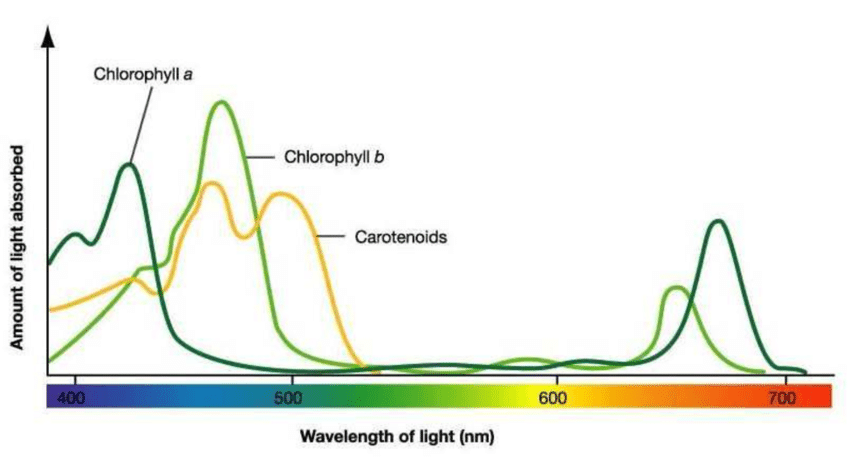 Chlorophyll a
Chlorophyll b
Carotenoids
Amount of light absorbed
400 500 600 700
Wavelength of light (nm)